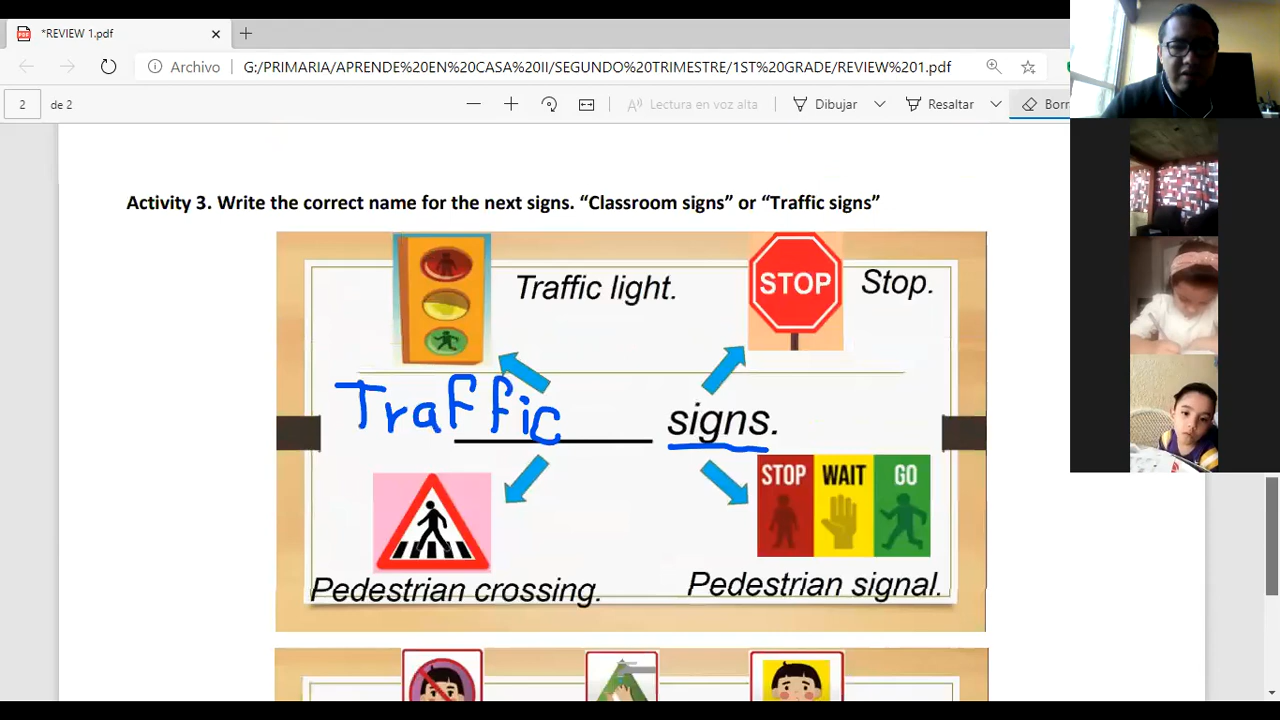 *REVIEW 1.pdf
Archivo G:/PRIMARIA/APRENDE%20EN%20CASA%20II/SEGUNDO%20TRIMESTRE/1ST%20GRADE/REVIEW%201.pdf
2 de 2 Lectura en voz alta Dibujar Resaltar Borr
Activity 3. Write the correct name for the next signs. “Classroom signs” or “Traffic signs”
Traffic light. STOP Stop.
Traffic signs.
STOP WAIT GO
Pedestrian crossing. Pedestrian signal.